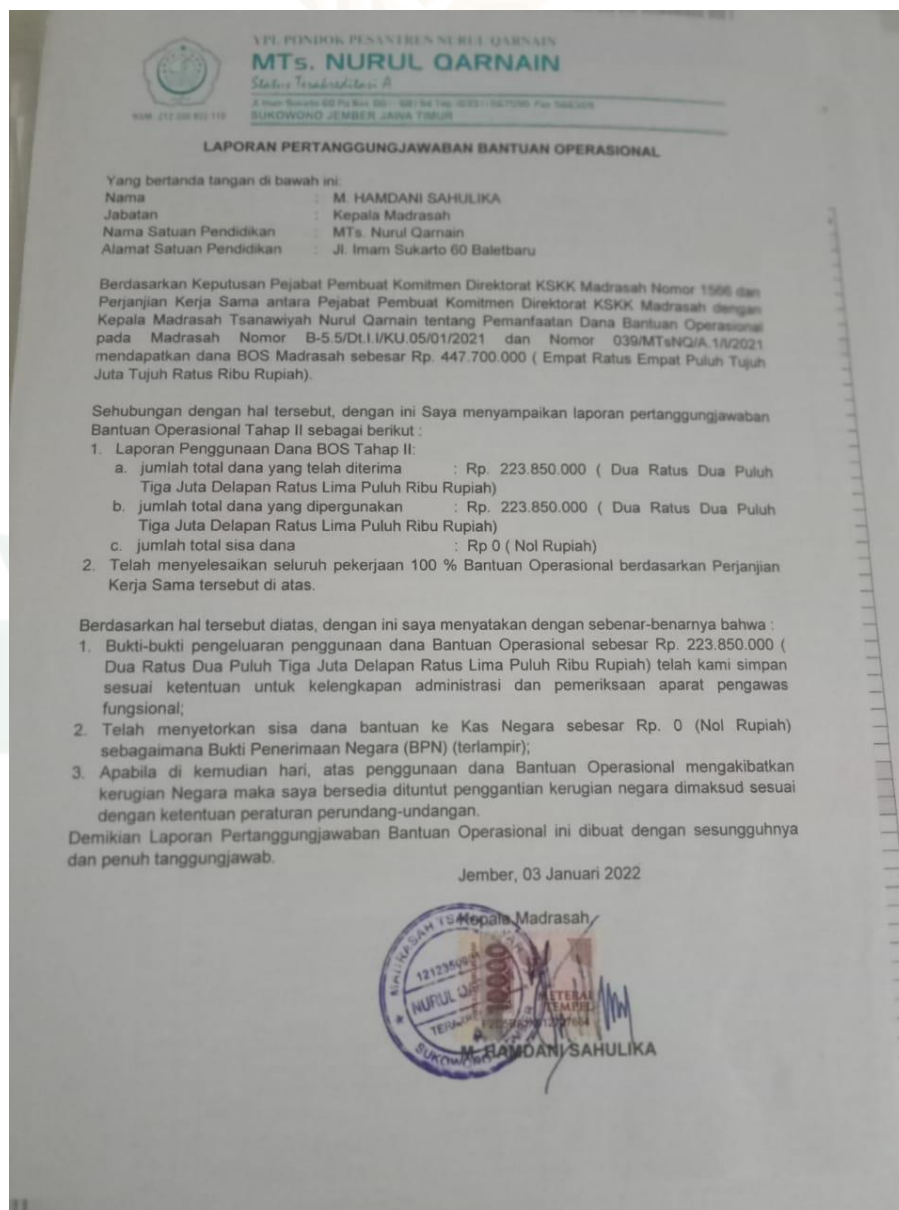 YPI. PONDOK PESANTREN NURUL QARNAIN
MTs. NURUL QARNAIN
Status Terakreditasi A
SUKOWONO JEMBER JAWA TIMUR
LAPORAN PERTANGGUNGJAWABAN BANTUAN OPERASIONAL
Yang bertanda tangan di bawah ini:
Nama : M. HAMDANI SAHULIKA
Jabatan : Kepala Madrasah
Nama Satuan Pendidikan : MTs. Nurul Qarnain
Alamat Satuan Pendidikan : Jl. Imam Sukarto 60 Baletbaru
Berdasarkan Keputusan Pejabat Pembuat Komitmen Direktorat KSKK Madrasah Nomor 1566 dan
Perjanjian Kerja Sama antara Pejabat Pembuat Komitmen Direktorat KSKK Madrasah dengan
Kepala Madrasah Tsanawiyah Nurul Qarnain tentang Pemanfaatan Dana Bantuan Operasional
pada Madrasah Nomor B-5.5/Dt.I.I/KU.05/01/2021 dan Nomor 039/MTsNQ/A.1/I/2021
mendapatkan dana BOS Madrasah sebesar Rp. 447.700.000 ( Empat Ratus Empat Puluh Tujuh
Juta Tujuh Ratus Ribu Rupiah).
Sehubungan dengan hal tersebut, dengan ini Saya menyampaikan laporan pertanggungjawaban
Bantuan Operasional Tahap II sebagai berikut :
1. Laporan Penggunaan Dana BOS Tahap II:
a. jumlah total dana yang telah diterima : Rp. 223.850.000 ( Dua Ratus Dua Puluh
Tiga Juta Delapan Ratus Lima Puluh Ribu Rupiah)
b. jumlah total dana yang dipergunakan : Rp. 223.850.000 ( Dua Ratus Dua Puluh
Tiga Juta Delapan Ratus Lima Puluh Ribu Rupiah)
c. jumlah total sisa dana : Rp 0 ( Nol Rupiah)
2. Telah menyelesaikan seluruh pekerjaan 100 % Bantuan Operasional berdasarkan Perjanjian
Kerja Sama tersebut di atas.
Berdasarkan hal tersebut diatas, dengan ini saya menyatakan dengan sebenar-benarnya bahwa :
1. Bukti-bukti pengeluaran penggunaan dana Bantuan Operasional sebesar Rp. 223.850.000 (
Dua Ratus Dua Puluh Tiga Juta Delapan Ratus Lima Puluh Ribu Rupiah) telah kami simpan
sesuai ketentuan untuk kelengkapan administrasi dan pemeriksaan aparat pengawas
fungsional;
2. Telah menyetorkan sisa dana bantuan ke Kas Negara sebesar Rp. 0 (Nol Rupiah)
sebagaimana Bukti Penerimaan Negara (BPN) (terlampir);
3. Apabila di kemudian hari, atas penggunaan dana Bantuan Operasional mengakibatkan
kerugian Negara maka saya bersedia dituntut penggantian kerugian negara dimaksud sesuai
dengan ketentuan peraturan perundang-undangan.
Demikian Laporan Pertanggungjawaban Bantuan Operasional ini dibuat dengan sesungguhnya
dan penuh tanggungjawab.
Jember, 03 Januari 2022
Kepala Madrasah
10000
TEMPEL
NURUL
SUKOWONO
M. HAMDANI SAHULIKA